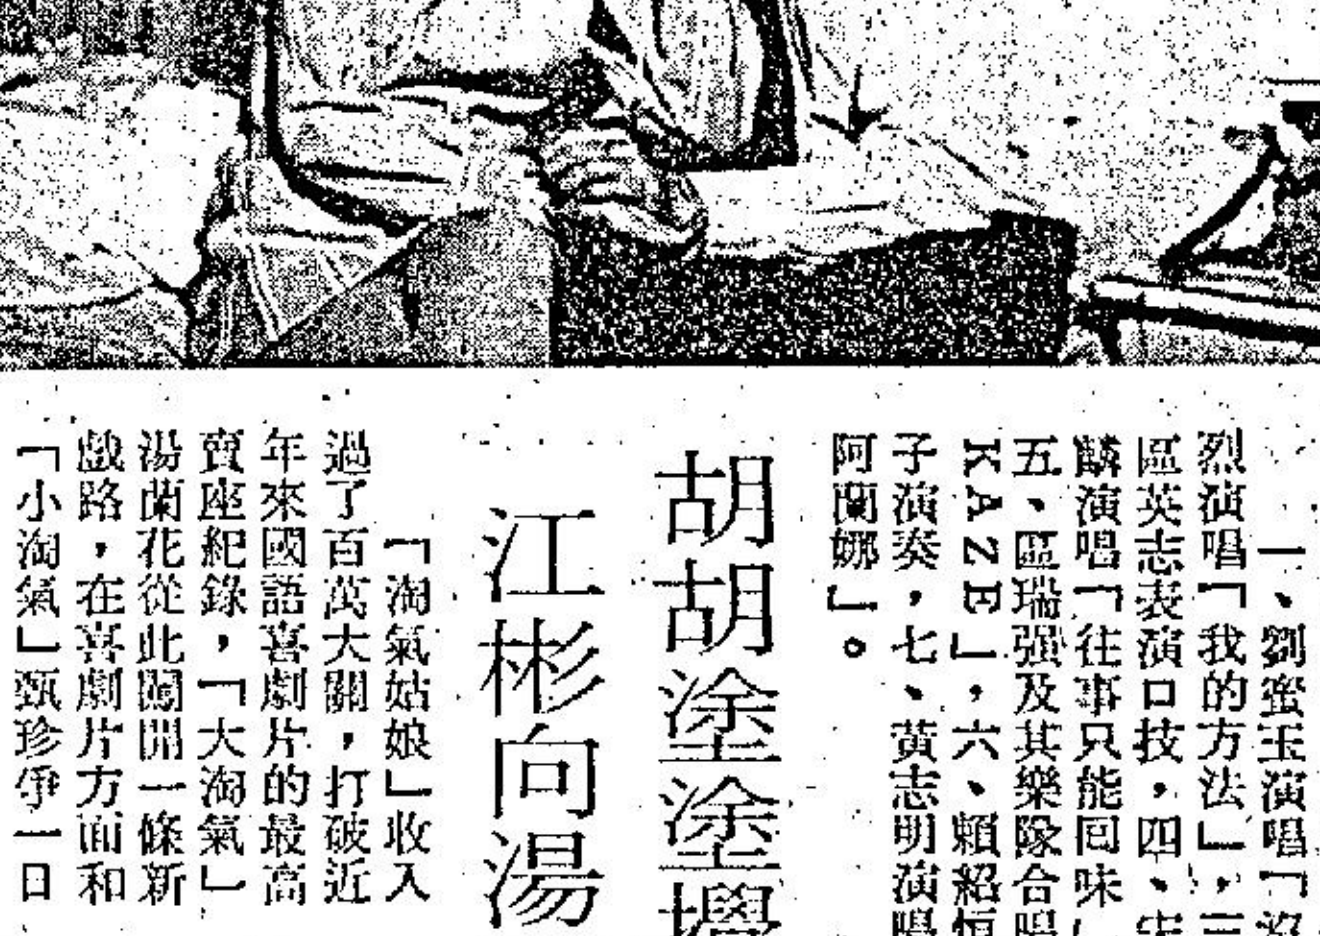 一、劉蜜玉演唱「沒
烈演唱「我的方法」,三
區英志表演口技,四、宋
麟演唱「往事只能回味」
五、區瑞强及其樂隊合唱
KAZE」,六、賴紹恒
子演奏,七、黃志明演唱
阿蘭娜」。
胡胡塗塗攪
江彬向湯
「淘氣姑娘」收入
過了百萬大關,打破近
年來國語喜劇片的最高
賣座紀錄,「大淘氣」
湯蘭花從此闖開一條新
戲路,在喜劇片方面和
「小淘氣」甄珍爭一日